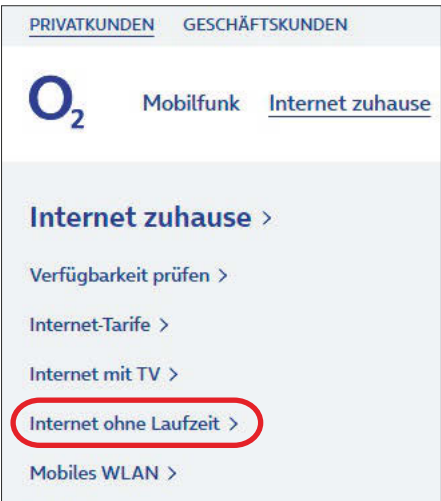 PRIVATKUNDEN GESCHÄFTSKUNDEN
O2 Mobilfunk Internet zuhause
Internet zuhause >
Verfügbarkeit prüfen >
Internet-Tarife >
Internet mit TV >
Internet ohne Laufzeit >
Mobiles WLAN >